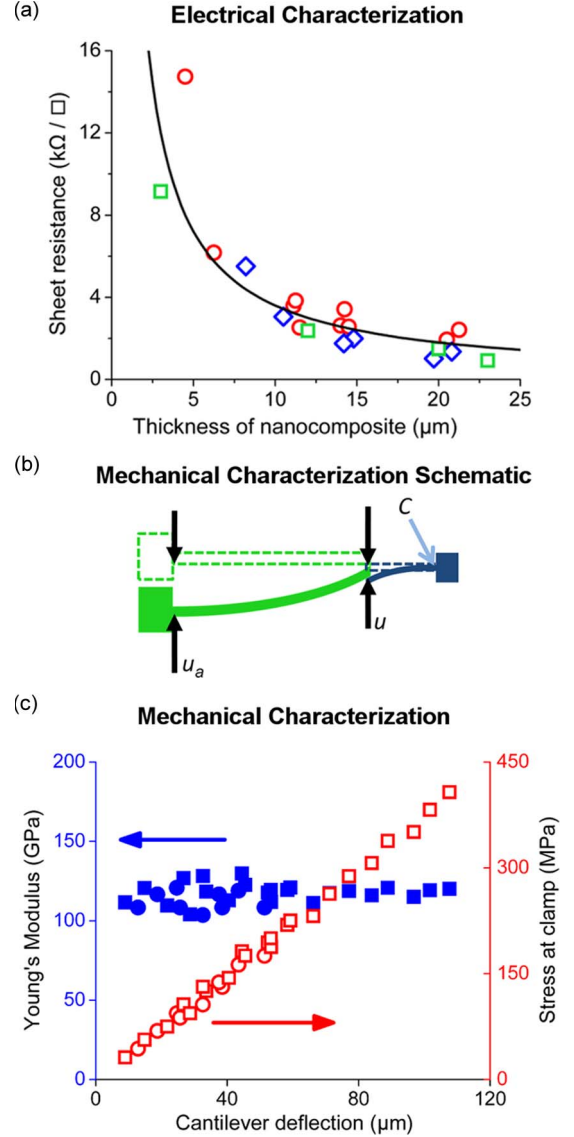 (a)
Electrical Characterization
16
12
8
4
0
Sheet resistance (kΩ / □)
0 5 10 15 20 25
Thickness of nanocomposite (μm)
(b)
Mechanical Characterization Schematic
C
u
uₐ
(c)
Mechanical Characterization
200
150
100
50
0
Young's Modulus (GPa)
450
300
150
0
Stress at clamp (MPa)
0 40 80 120
Cantilever deflection (μm)